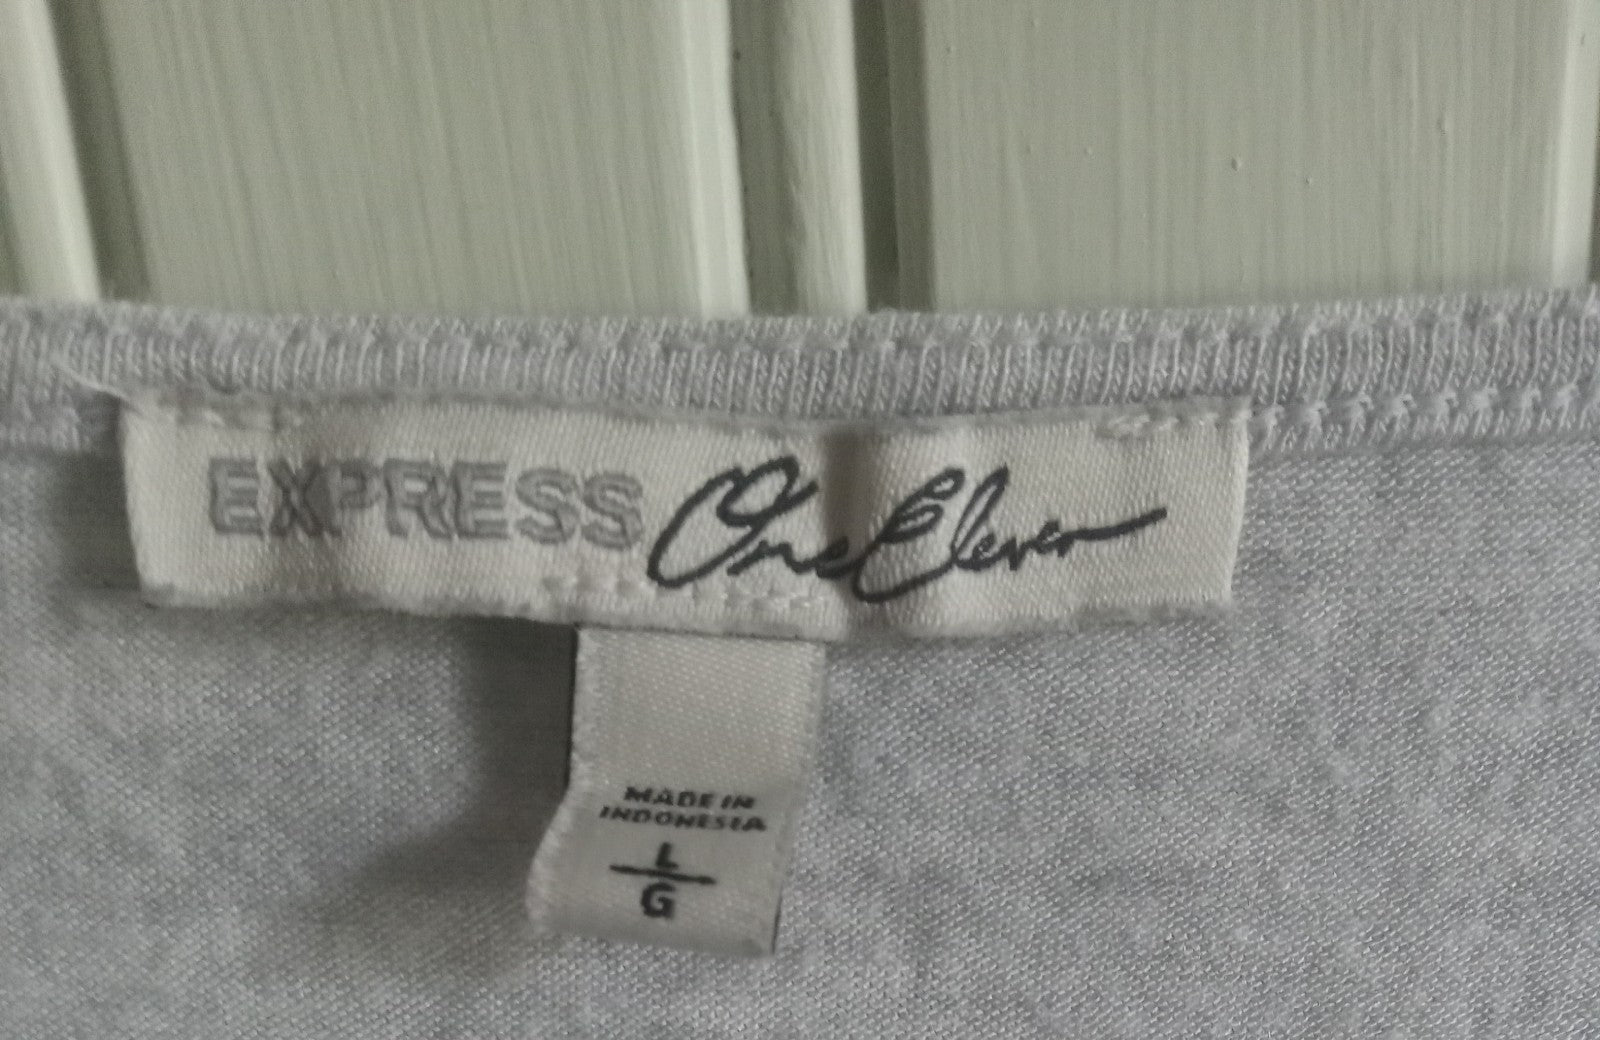 EXPRESS One Eleven
MADE IN
INDONESIA
L
G